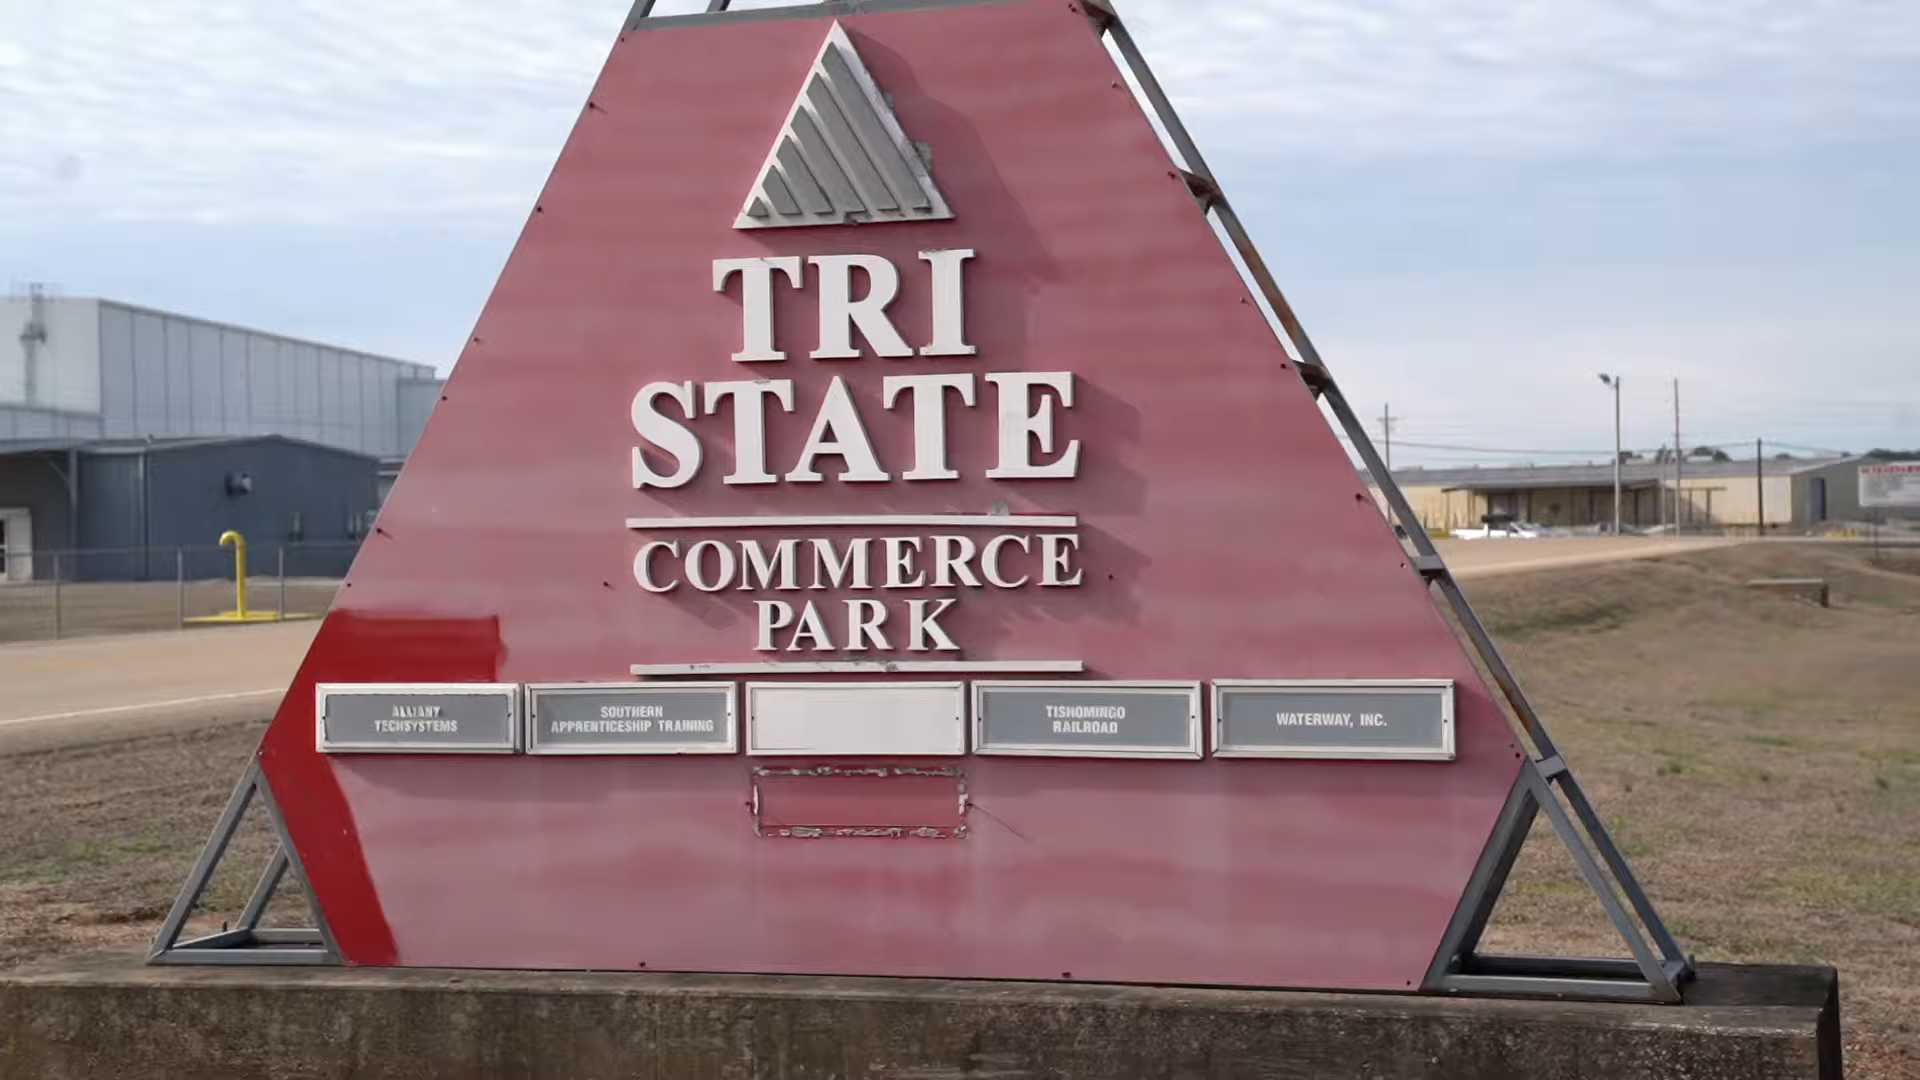 TRI
STATE
COMMERCE
PARK
ALLIANT
TECHSYSTEMS
SOUTHERN
APPRENTICESHIP TRAINING
TISHOMINGO
RAILROAD
WATERWAY, INC.